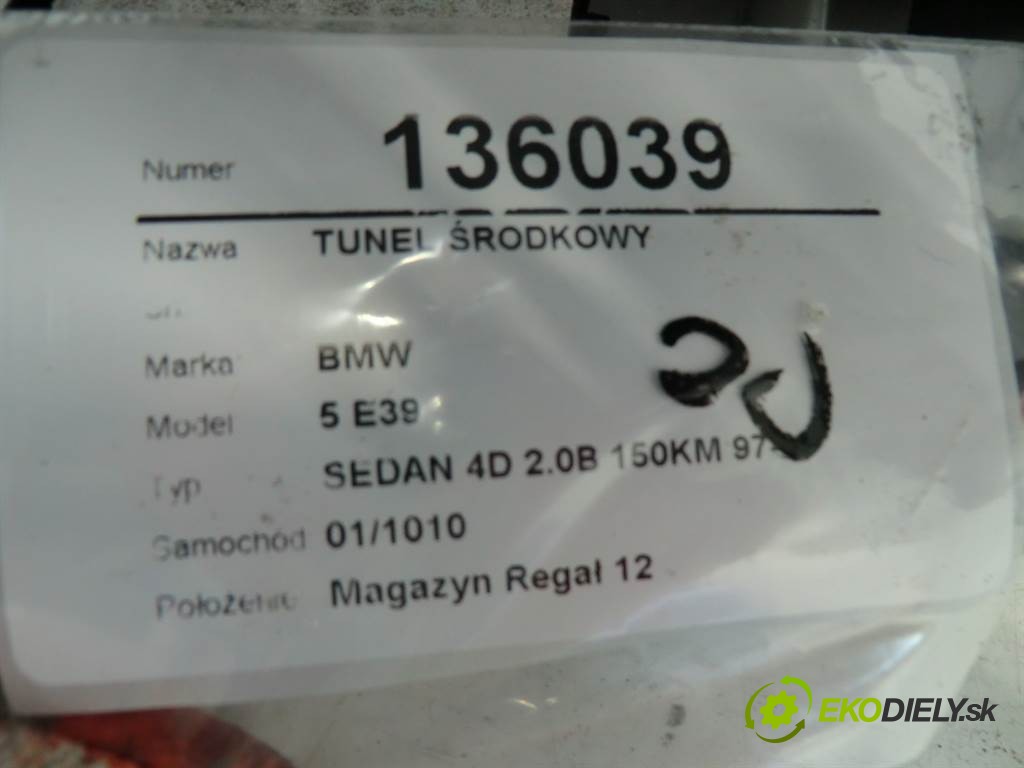 Numer 136039
Nazwa TUNEL ŚRODKOWY
Marka BMW
Model 5 E39
Typ SEDAN 4D 2.0B 150KM 97-
Samochód 01/1010
Położenie Magazyn Regał 12
EKODIELY.sk